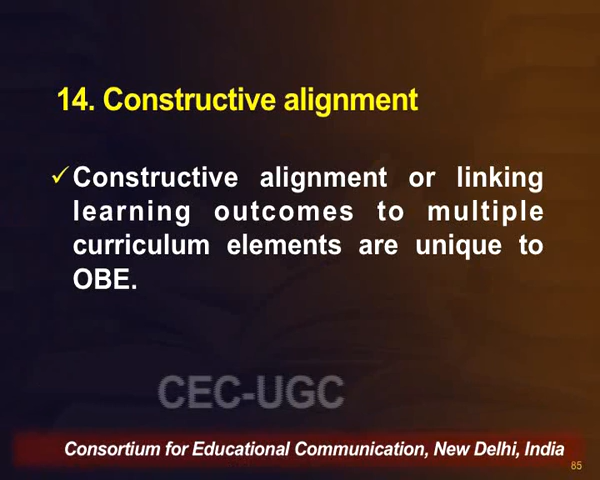 14. Constructive alignment
✓Constructive alignment or linking
learning outcomes to multiple
curriculum elements are unique to
OBE.
CEC-UGC
Consortium for Educational Communication, New Delhi, India
85